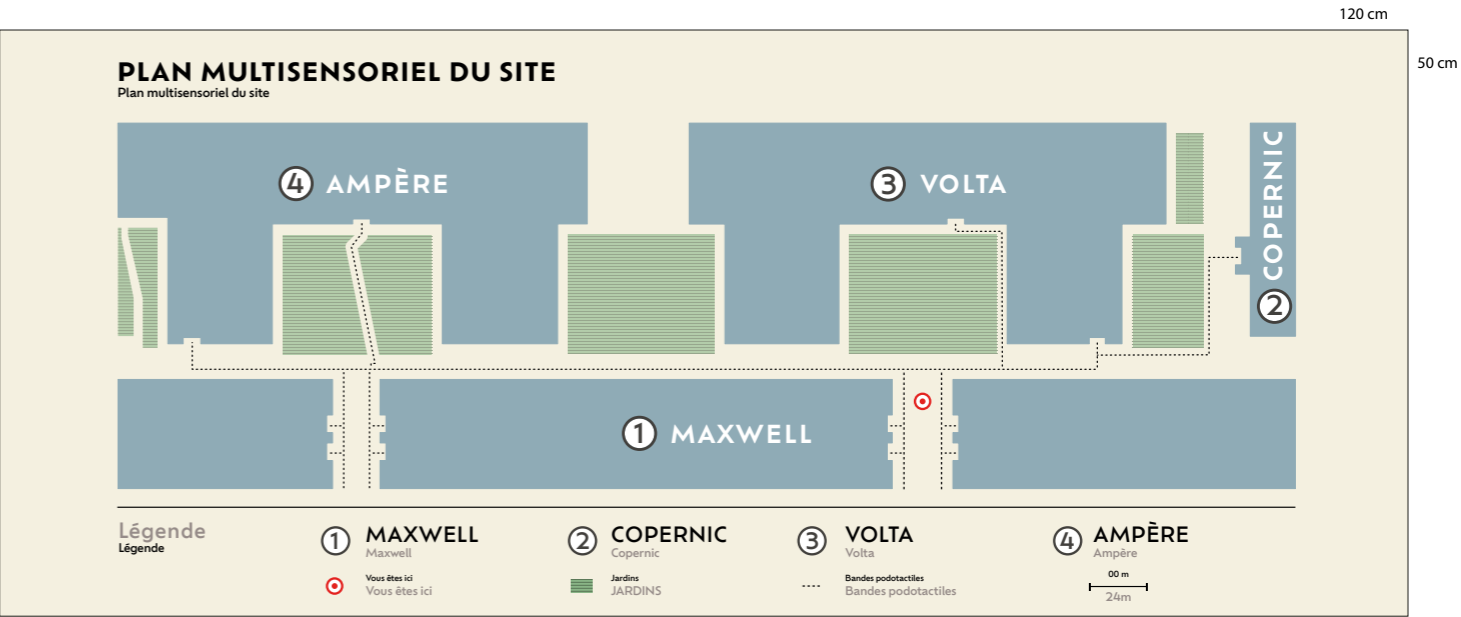 120 cm
50 cm
PLAN MULTISENSORIEL DU SITE
Plan multisensoriel du site
4 AMPÈRE
3 VOLTA
2 COPERNIC
1 MAXWELL
Légende
Légende
1 MAXWELL
Maxwell
2 COPERNIC
Copernic
3 VOLTA
Volta
4 AMPÈRE
Ampère
Vous êtes ici
Vous êtes ici
Jardins
JARDINS
Bandes podotactiles
Bandes podotactiles
00 m
24m